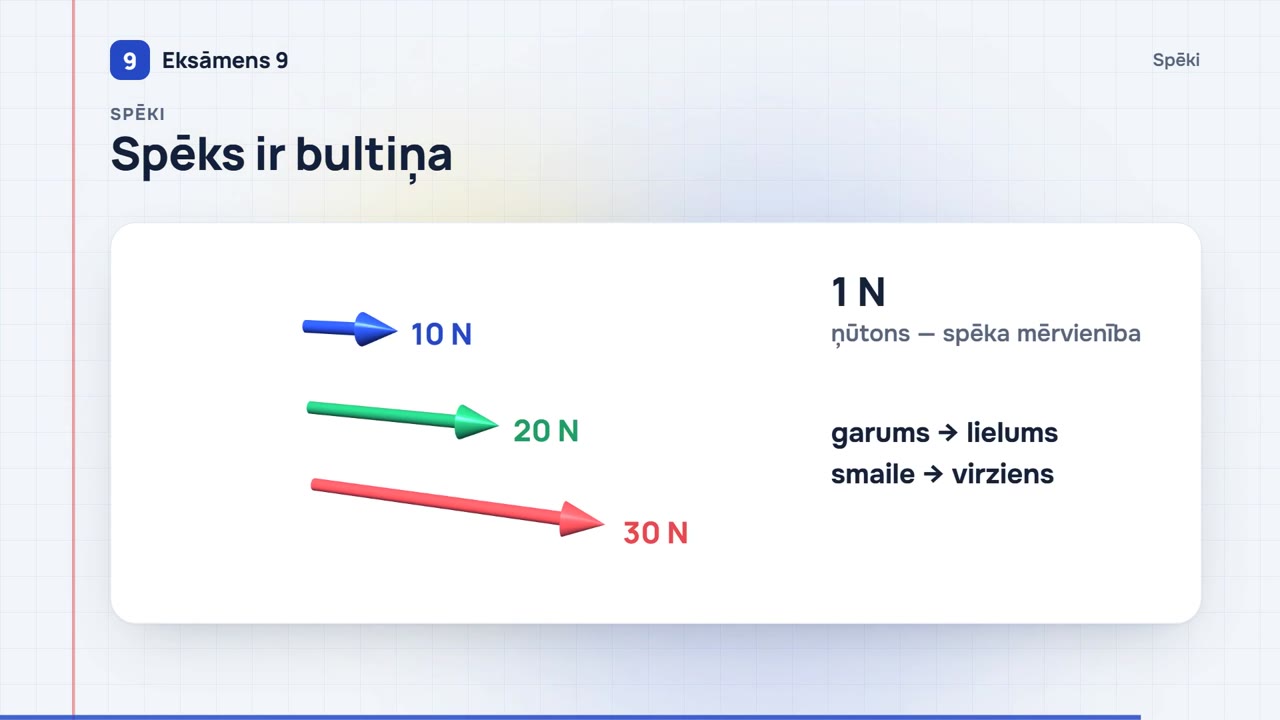 9 Eksāmens 9
Spēki
SPĒKI
Spēks ir bultiņa
10 N
20 N
30 N
1 N
ņūtons — spēka mērvienība
garums → lielums
smaile → virziens